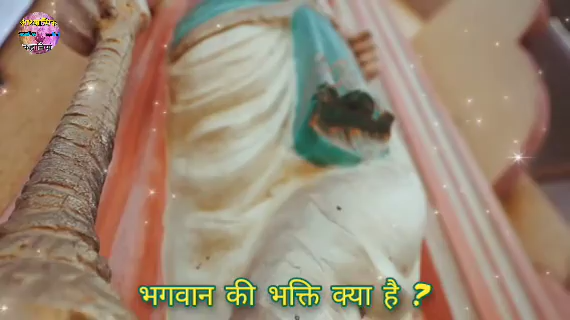 भगवान की भक्ति क्या है ?